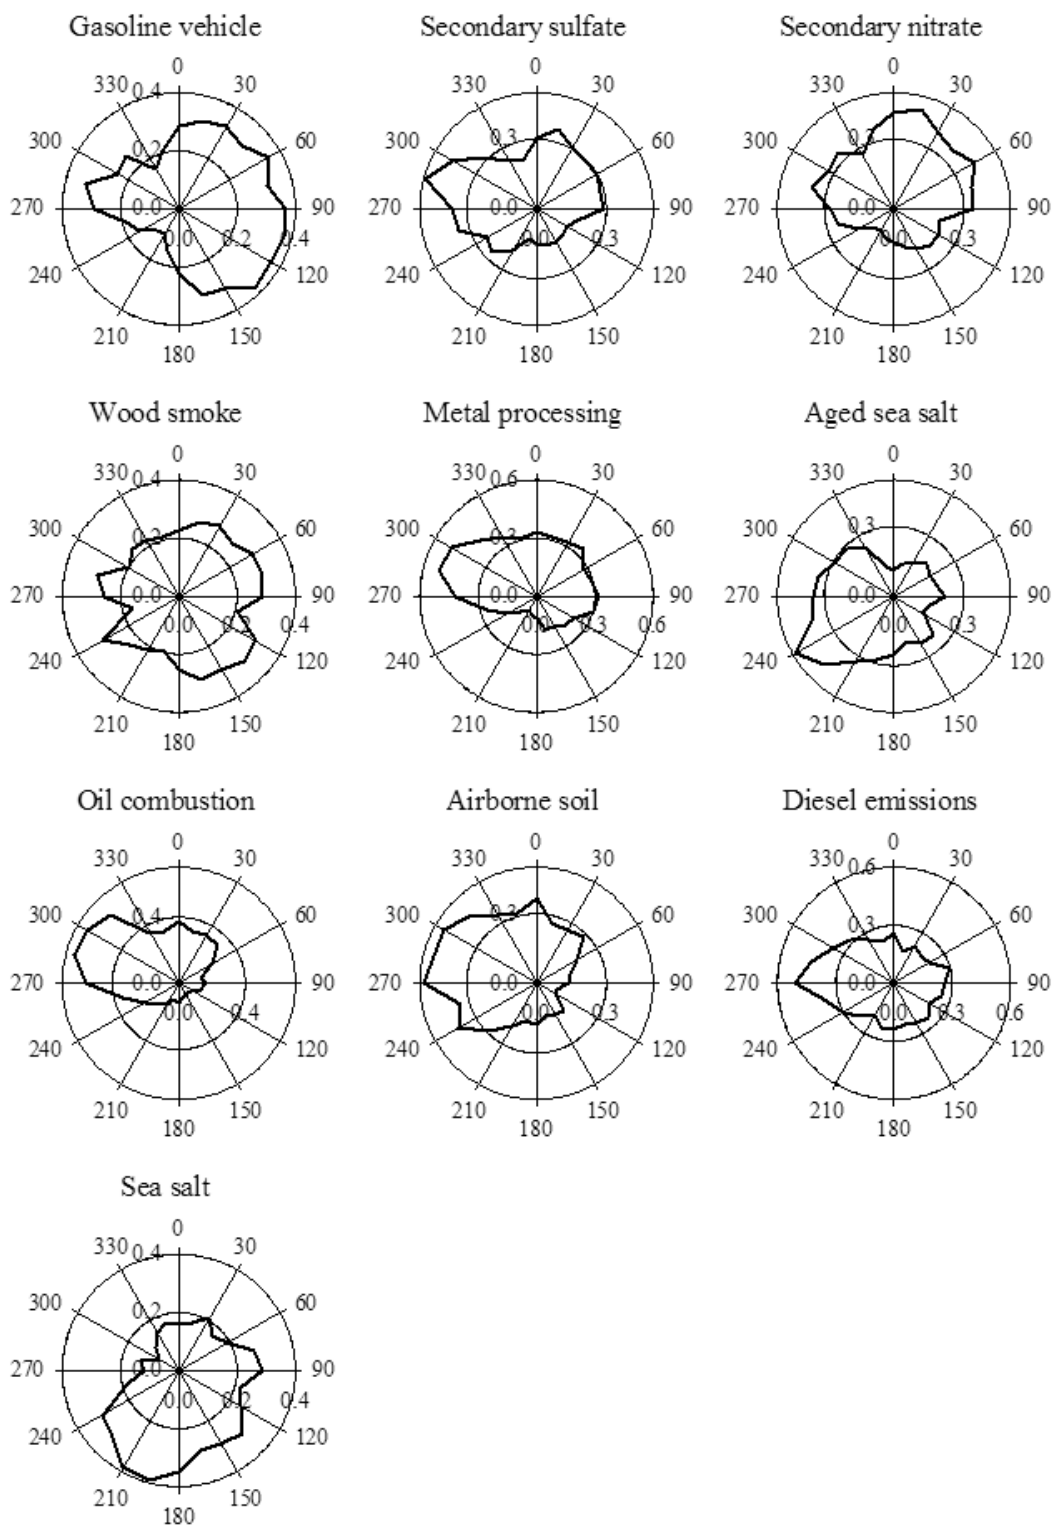 Gasoline vehicle
0
330 0.4 30
300 60
0.2
270 0.0 90
0.0 0.2 0.4
240 120
210 150
180
Secondary sulfate
0
330 30
300 0.3 60
270 0.0 90
0.0 0.3
240 120
210 150
180
Secondary nitrate
0
330 30
300 0.3 60
270 0.0 90
0.0 0.3
240 120
210 150
180
Wood smoke
0
330 0.4 30
300 0.2 60
270 0.0 90
0.0 0.2 0.4
240 120
210 150
180
Metal processing
0
330 0.6 30
300 0.3 60
270 0.0 90
0.0 0.3 0.6
240 120
210 150
180
Aged sea salt
0
330 30
300 0.3 60
270 0.0 90
0.0 0.3
240 120
210 150
180
Oil combustion
0
330 30
300 0.4 60
270 0.0 90
0.0 0.4
240 120
210 150
180
Airborne soil
0
330 30
300 0.3 60
270 0.0 90
0.0 0.3
240 120
210 150
180
Diesel emissions
0
330 0.6 30
300 0.3 60
270 0.0 90
0.0 0.3 0.6
240 120
210 150
180
Sea salt
0
330 0.4 30
300 0.2 60
270 0.0 90
0.0 0.2 0.4
240 120
210 150
180